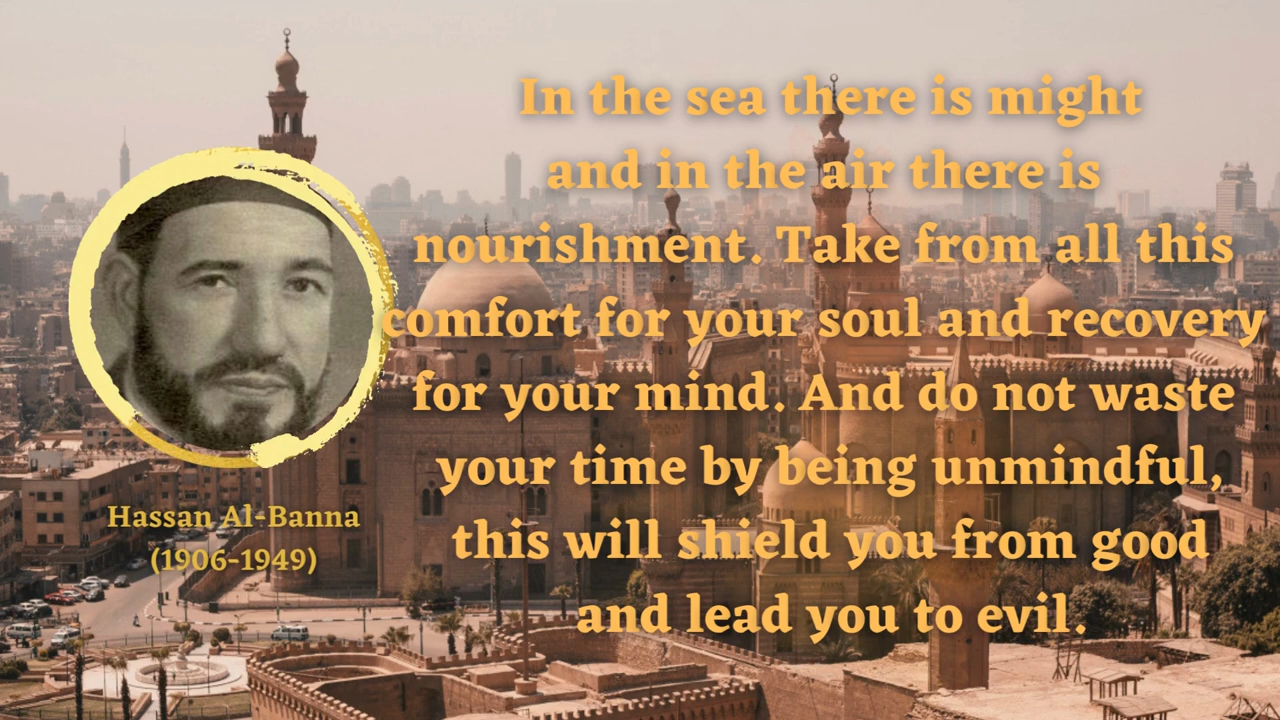 In the sea there is might
and in the air there is
nourishment. Take from all this
comfort for your soul and recovery
for your mind. And do not waste
your time by being unmindful,
this will shield you from good
and lead you to evil.
Hassan Al-Banna
(1906-1949)